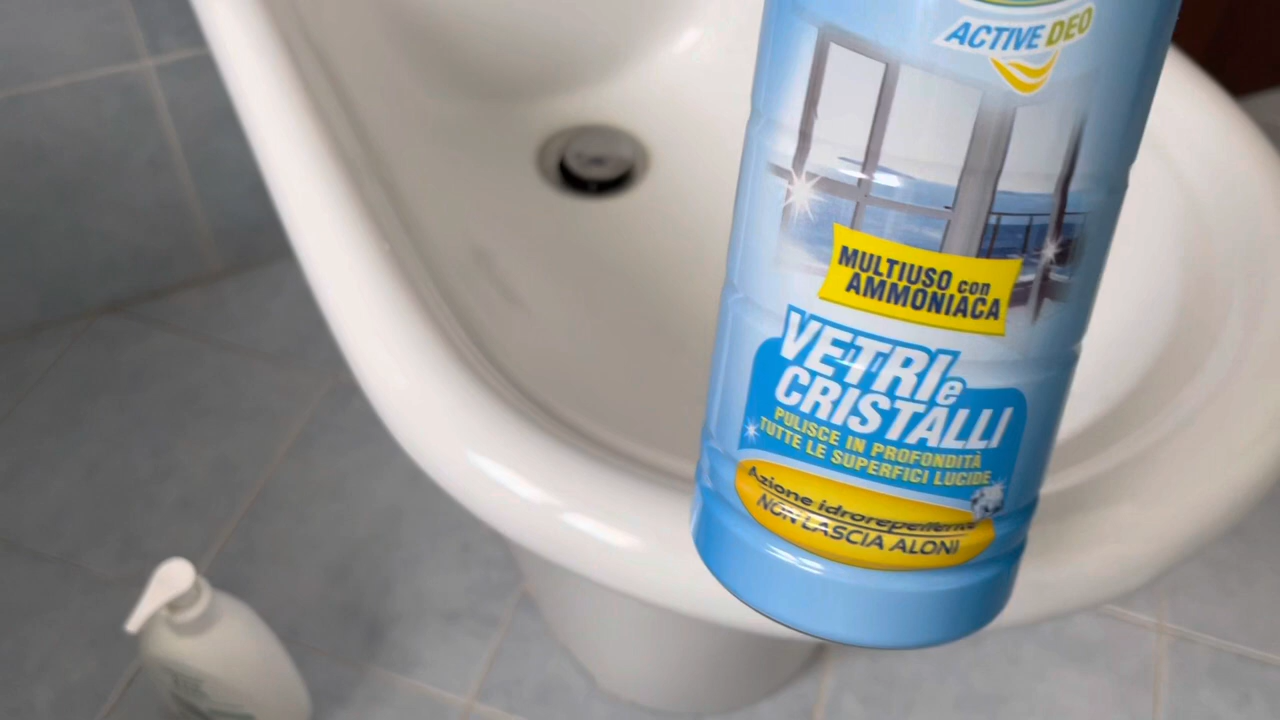 ACTIVE DEO
MULTIUSO con
AMMONIACA
VETRI e
CRISTALLI
PULISCE IN PROFONDITÀ
TUTTE LE SUPERFICI LUCIDE
Azione idrorepellente
NON LASCIA ALONI